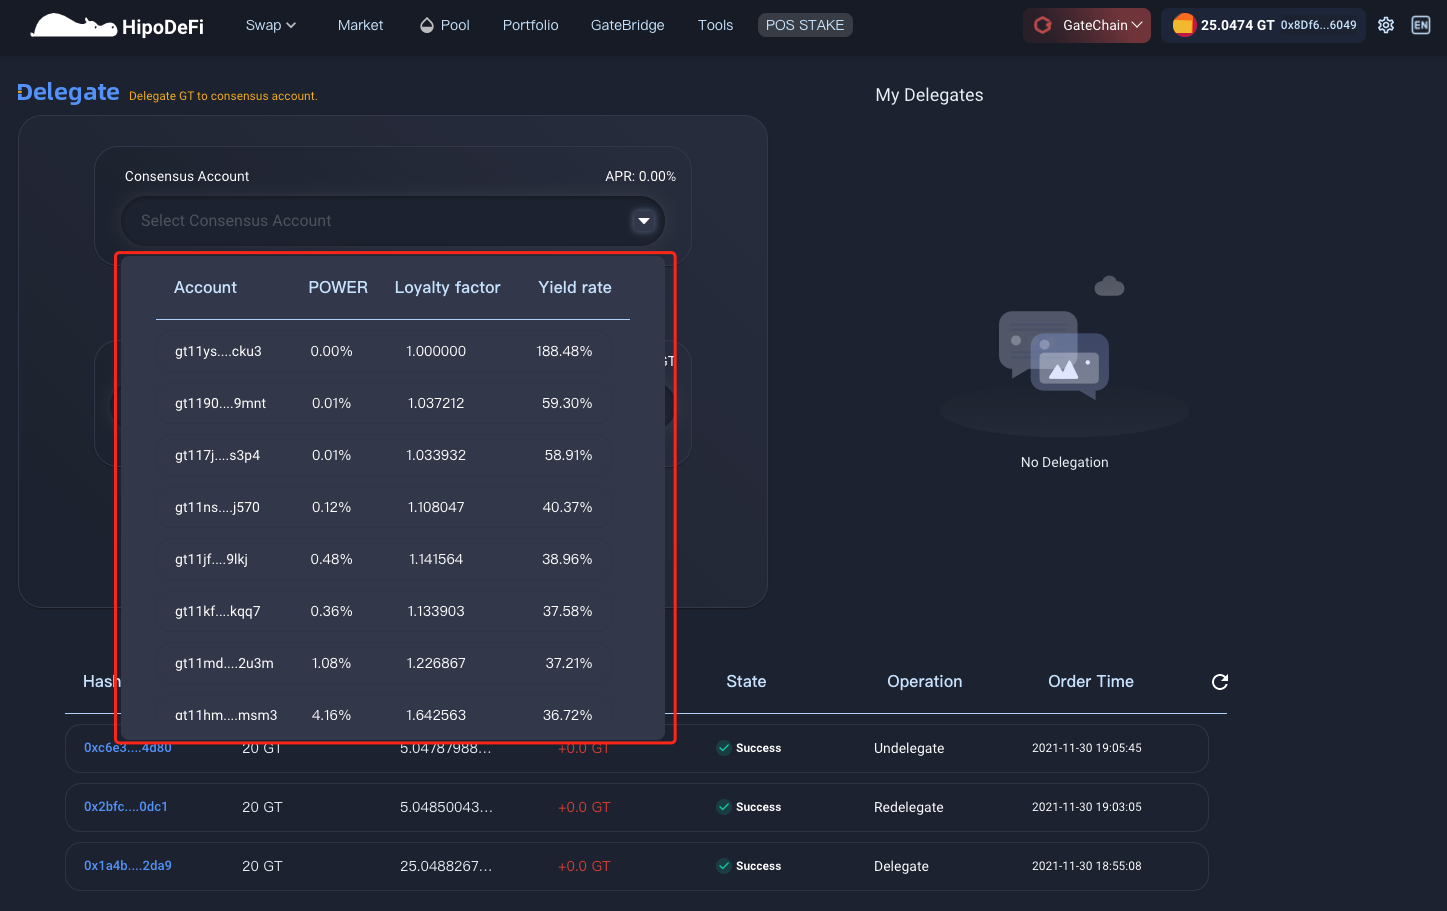 HipoDeFi Swap Market Pool Portfolio GateBridge Tools POS STAKE GateChain 25.0474 GT 0x8Df6...6049 EN
Delegate Delegate GT to consensus account.
My Delegates
Consensus Account APR: 0.00%
Select Consensus Account
Account POWER Loyalty factor Yield rate
gt11ys....cku3 0.00% 1.000000 188.48%
gt1190....9mnt 0.01% 1.037212 59.30%
gt117j....s3p4 0.01% 1.033932 58.91%
gt11ns....j570 0.12% 1.108047 40.37%
gt11jf....9lkj 0.48% 1.141564 38.96%
gt11kf....kqq7 0.36% 1.133903 37.58%
gt11md....2u3m 1.08% 1.226867 37.21%
gt11hm....msm3 4.16% 1.642563 36.72%
No Delegation
Hash State Operation Order Time
0xc6e3....4d80 20 GT 5.04787988... +0.0 GT Success Undelegate 2021-11-30 19:05:45
0x2bfc....0dc1 20 GT 5.04850043... +0.0 GT Success Redelegate 2021-11-30 19:03:05
0x1a4b....2da9 20 GT 25.0488267... +0.0 GT Success Delegate 2021-11-30 18:55:08